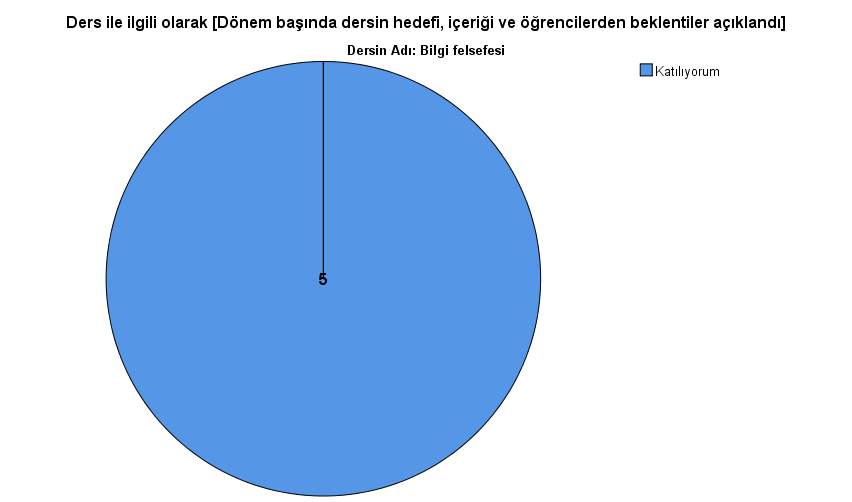 Ders ile ilgili olarak [Dönem başında dersin hedefi, içeriği ve öğrencilerden beklentiler açıklandı]
Dersin Adı: Bilgi felsefesi
Katılıyorum
5